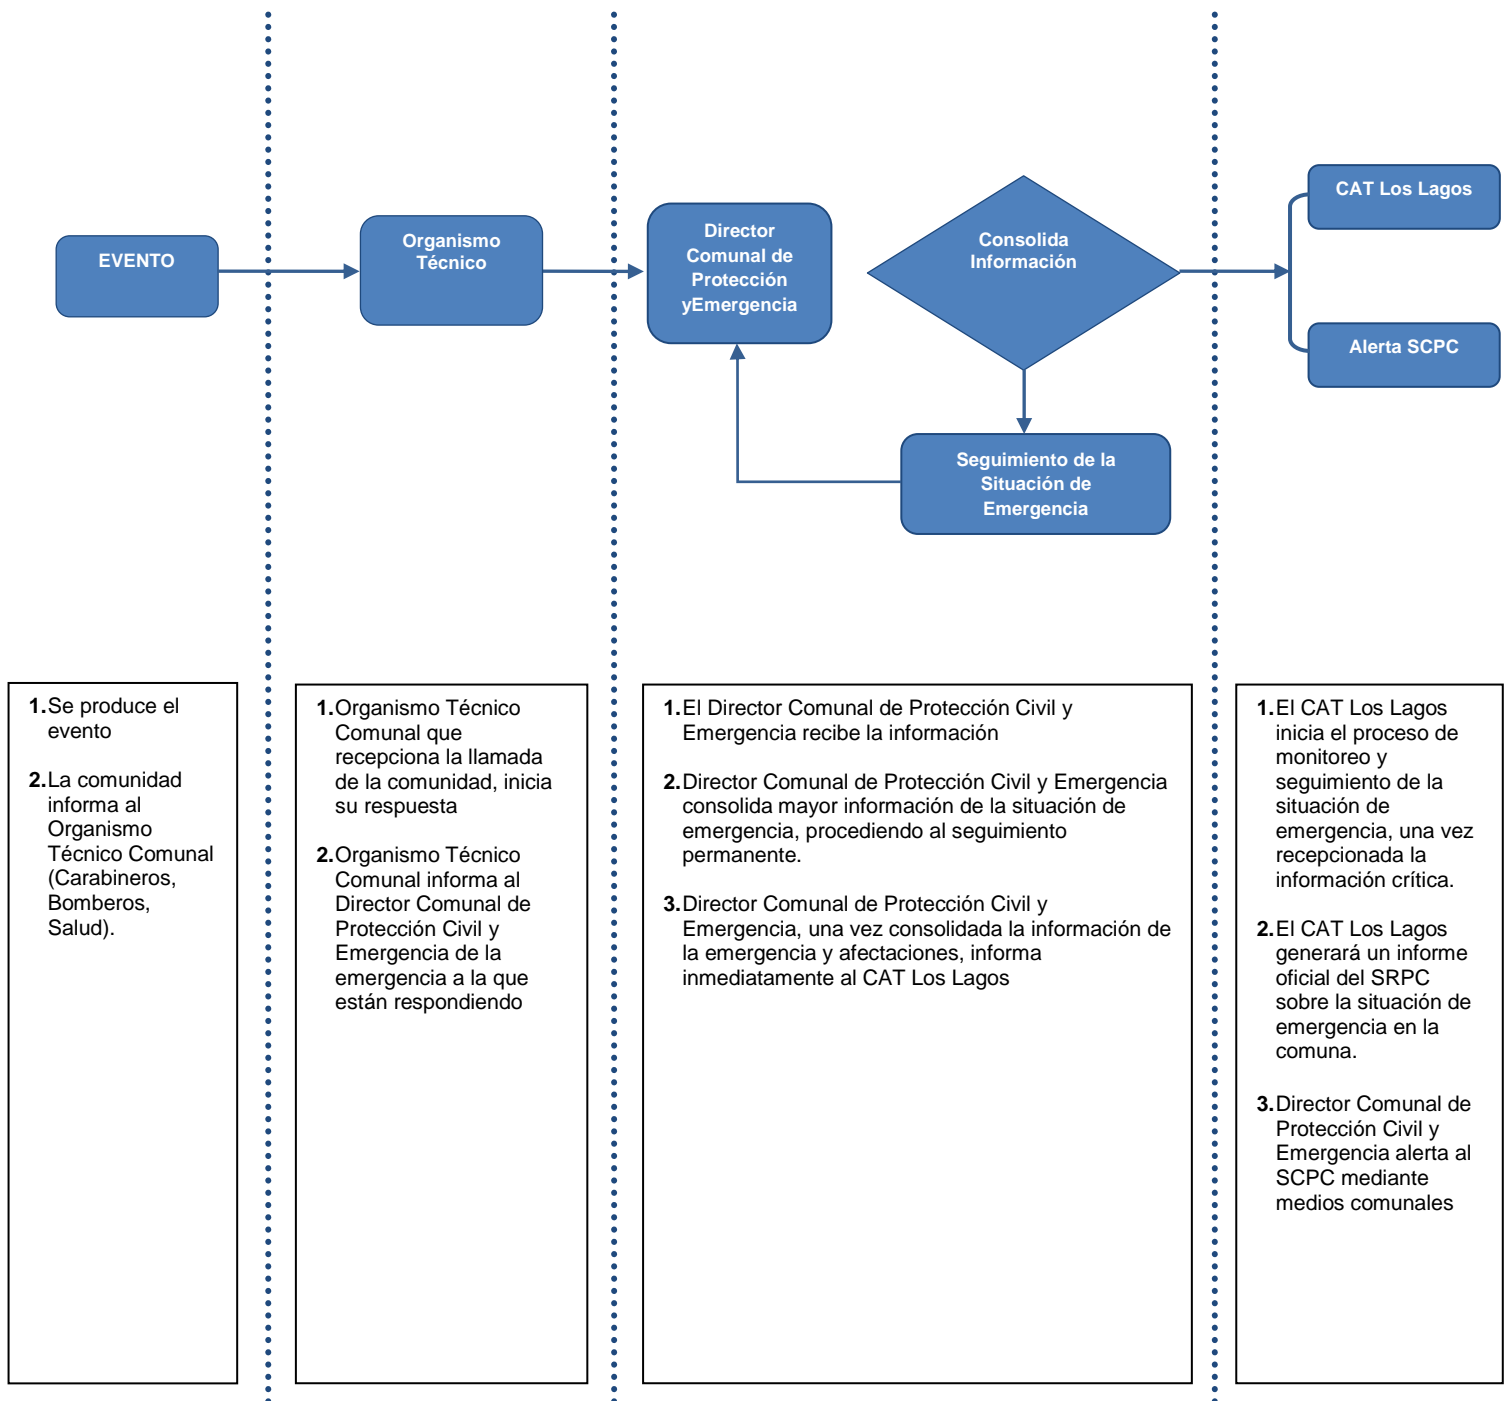 EVENTO
Organismo
Técnico
Director
Comunal de
Protección
yEmergencia
Consolida
Información
CAT Los Lagos
Alerta SCPC
Seguimiento de la
Situación de
Emergencia
1.Se produce el
evento
2.La comunidad
informa al
Organismo
Técnico Comunal
(Carabineros,
Bomberos,
Salud).
1.Organismo Técnico
Comunal que
recepciona la llamada
de la comunidad, inicia
su respuesta
2.Organismo Técnico
Comunal informa al
Director Comunal de
Protección Civil y
Emergencia de la
emergencia a la que
están respondiendo
1.El Director Comunal de Protección Civil y
Emergencia recibe la información
2.Director Comunal de Protección Civil y Emergencia
consolida mayor información de la situación de
emergencia, procediendo al seguimiento
permanente.
3.Director Comunal de Protección Civil y
Emergencia, una vez consolidada la información de
la emergencia y afectaciones, informa
inmediatamente al CAT Los Lagos
1.El CAT Los Lagos
inicia el proceso de
monitoreo y
seguimiento de la
situación de
emergencia, una vez
recepcionada la
información crítica.
2.El CAT Los Lagos
generará un informe
oficial del SRPC
sobre la situación de
emergencia en la
comuna.
3.Director Comunal de
Protección Civil y
Emergencia alerta al
SCPC mediante
medios comunales